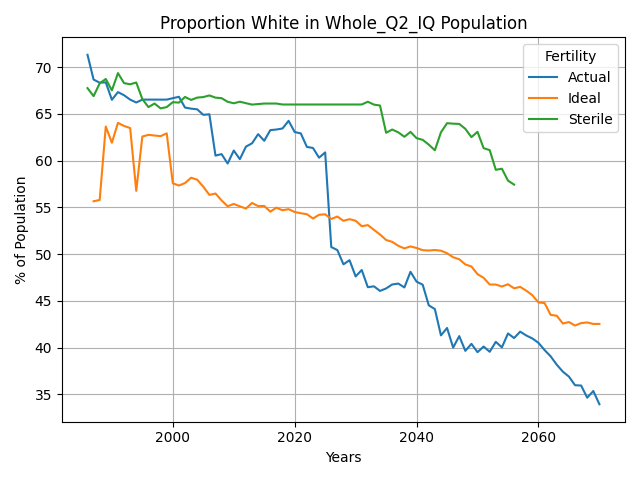 Proportion White in Whole_Q2_IQ Population
% of Population
70
65
60
55
50
45
40
35
Fertility
Actual
Ideal
Sterile
2000
2020
2040
2060
Years